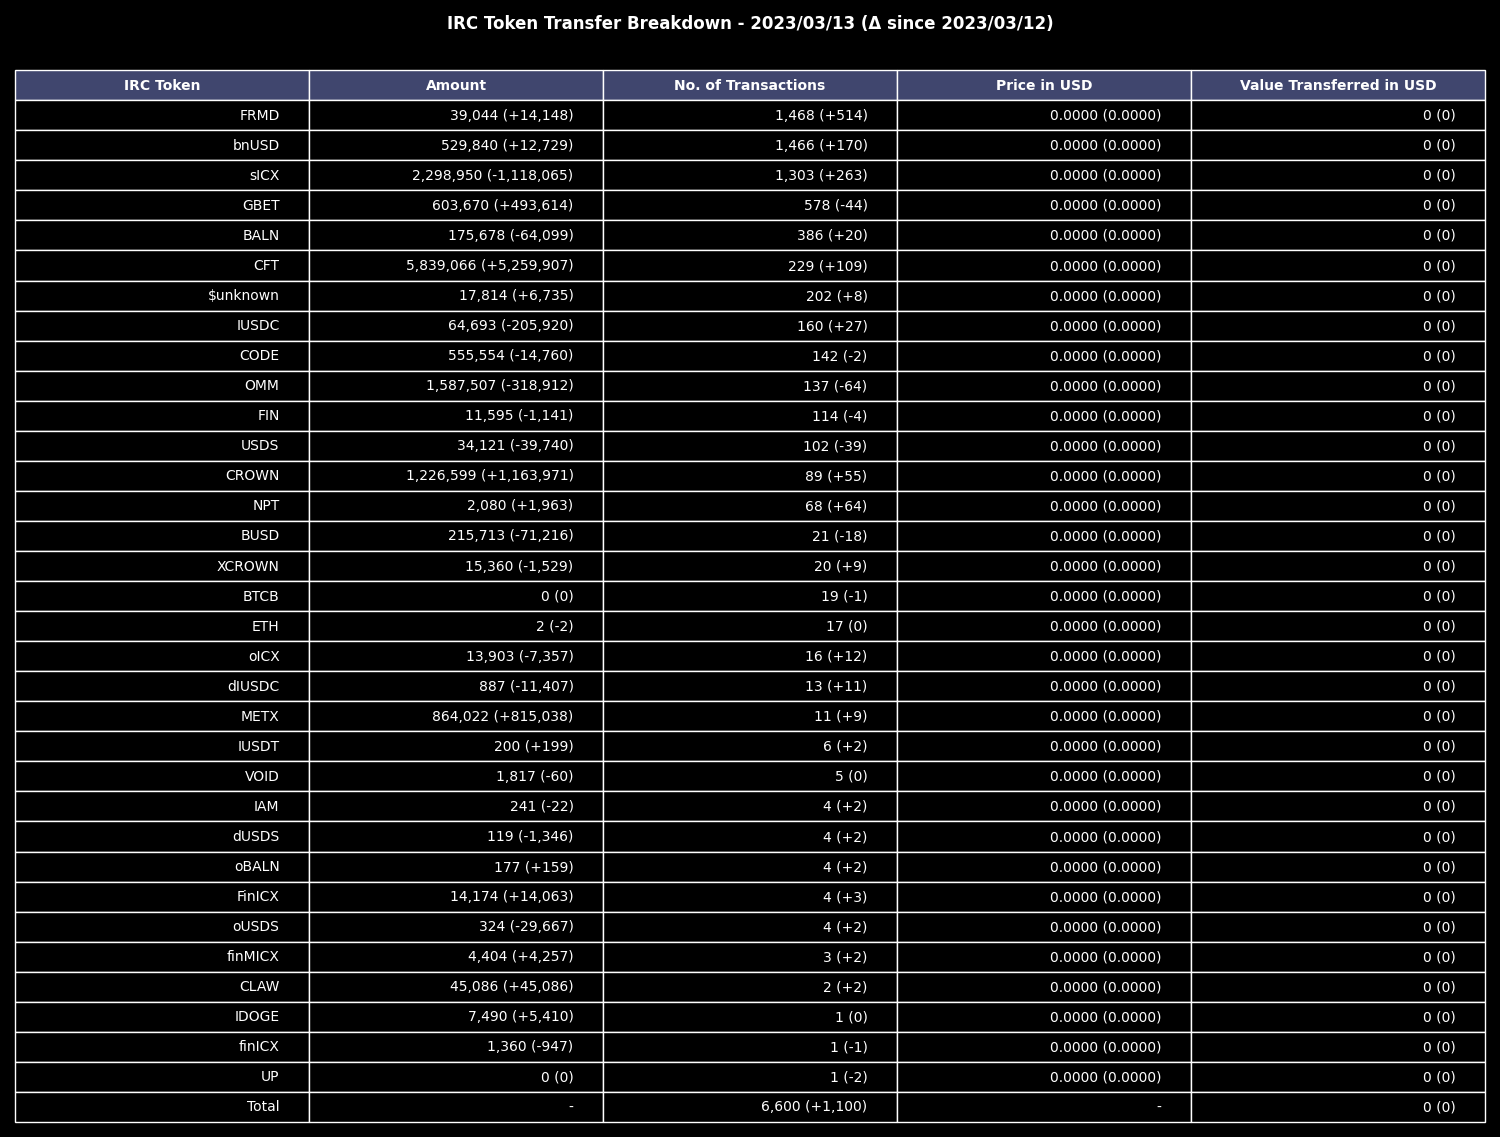 IRC Token Transfer Breakdown - 2023/03/13 (Δ since 2023/03/12)
IRC Token Amount No. of Transactions Price in USD Value Transferred in USD
FRMD 39,044 (+14,148) 1,468 (+514) 0.0000 (0.0000) 0 (0)
bnUSD 529,840 (+12,729) 1,466 (+170) 0.0000 (0.0000) 0 (0)
sICX 2,298,950 (-1,118,065) 1,303 (+263) 0.0000 (0.0000) 0 (0)
GBET 603,670 (+493,614) 578 (-44) 0.0000 (0.0000) 0 (0)
BALN 175,678 (-64,099) 386 (+20) 0.0000 (0.0000) 0 (0)
CFT 5,839,066 (+5,259,907) 229 (+109) 0.0000 (0.0000) 0 (0)
$unknown 17,814 (+6,735) 202 (+8) 0.0000 (0.0000) 0 (0)
IUSDC 64,693 (-205,920) 160 (+27) 0.0000 (0.0000) 0 (0)
CODE 555,554 (-14,760) 142 (-2) 0.0000 (0.0000) 0 (0)
OMM 1,587,507 (-318,912) 137 (-64) 0.0000 (0.0000) 0 (0)
FIN 11,595 (-1,141) 114 (-4) 0.0000 (0.0000) 0 (0)
USDS 34,121 (-39,740) 102 (-39) 0.0000 (0.0000) 0 (0)
CROWN 1,226,599 (+1,163,971) 89 (+55) 0.0000 (0.0000) 0 (0)
NPT 2,080 (+1,963) 68 (+64) 0.0000 (0.0000) 0 (0)
BUSD 215,713 (-71,216) 21 (-18) 0.0000 (0.0000) 0 (0)
XCROWN 15,360 (-1,529) 20 (+9) 0.0000 (0.0000) 0 (0)
BTCB 0 (0) 19 (-1) 0.0000 (0.0000) 0 (0)
ETH 2 (-2) 17 (0) 0.0000 (0.0000) 0 (0)
oICX 13,903 (-7,357) 16 (+12) 0.0000 (0.0000) 0 (0)
dIUSDC 887 (-11,407) 13 (+11) 0.0000 (0.0000) 0 (0)
METX 864,022 (+815,038) 11 (+9) 0.0000 (0.0000) 0 (0)
IUSDT 200 (+199) 6 (+2) 0.0000 (0.0000) 0 (0)
VOID 1,817 (-60) 5 (0) 0.0000 (0.0000) 0 (0)
IAM 241 (-22) 4 (+2) 0.0000 (0.0000) 0 (0)
dUSDS 119 (-1,346) 4 (+2) 0.0000 (0.0000) 0 (0)
oBALN 177 (+159) 4 (+2) 0.0000 (0.0000) 0 (0)
FinICX 14,174 (+14,063) 4 (+3) 0.0000 (0.0000) 0 (0)
oUSDS 324 (-29,667) 4 (+2) 0.0000 (0.0000) 0 (0)
finMICX 4,404 (+4,257) 3 (+2) 0.0000 (0.0000) 0 (0)
CLAW 45,086 (+45,086) 2 (+2) 0.0000 (0.0000) 0 (0)
IDOGE 7,490 (+5,410) 1 (0) 0.0000 (0.0000) 0 (0)
finICX 1,360 (-947) 1 (-1) 0.0000 (0.0000) 0 (0)
UP 0 (0) 1 (-2) 0.0000 (0.0000) 0 (0)
Total - 6,600 (+1,100) - 0 (0)